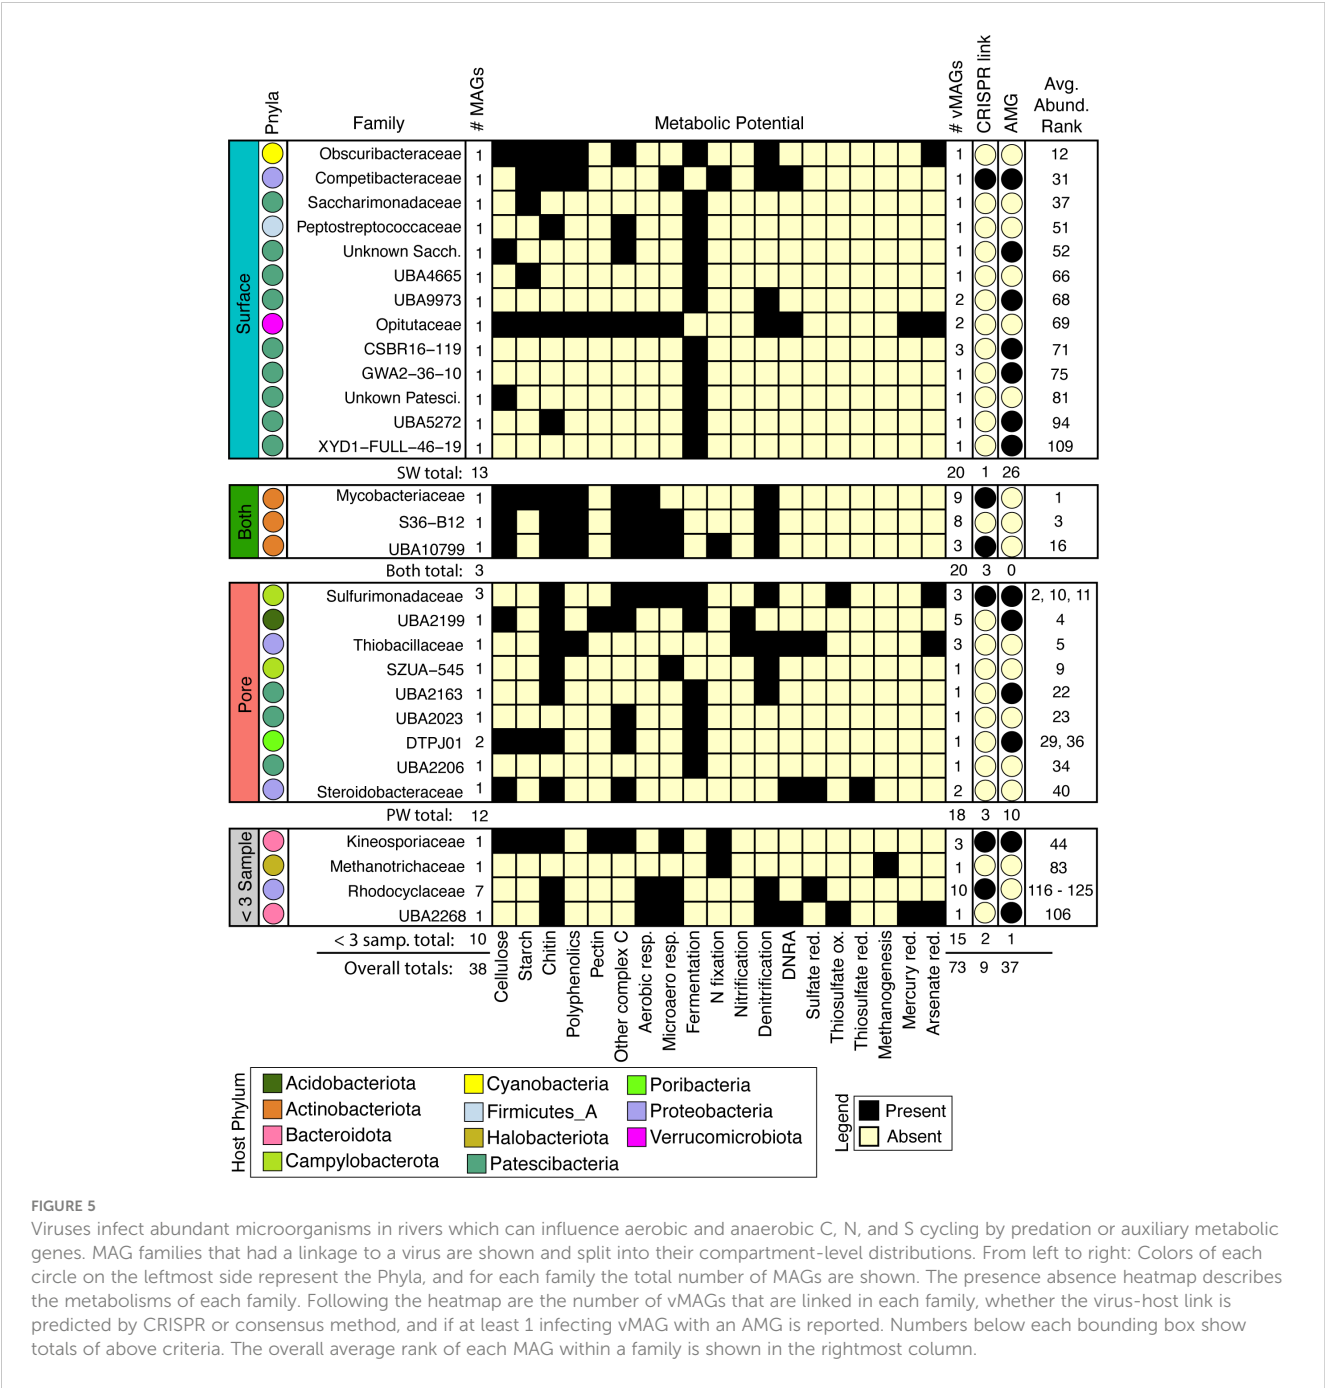 Pnyla Family # MAGs Metabolic Potential # vMAGs CRISPR link AMG Avg. Abund. Rank
Surface
Obscuribacteraceae 1 1 12
Competibacteraceae 1 1 31
Saccharimonadaceae 1 1 37
Peptostreptococcaceae 1 1 51
Unknown Sacch. 1 1 52
UBA4665 1 1 66
UBA9973 1 2 68
Opitutaceae 1 2 69
CSBR16-119 1 3 71
GWA2-36-10 1 1 75
Unkown Patesci. 1 1 81
UBA5272 1 1 94
XYD1-FULL-46-19 1 1 109
SW total: 13 20 1 26
Both
Mycobacteriaceae 1 9 1
S36-B12 1 8 3
UBA10799 1 3 16
Both total: 3 20 3 0
Pore
Sulfurimonadaceae 3 3 2, 10, 11
UBA2199 1 5 4
Thiobacillaceae 1 3 5
SZUA-545 1 1 9
UBA2163 1 1 22
UBA2023 1 1 23
DTPJ01 2 1 29, 36
UBA2206 1 1 34
Steroidobacteraceae 1 2 40
PW total: 12 18 3 10
< 3 Sample
Kineosporiaceae 1 3 44
Methanotrichaceae 1 1 83
Rhodocyclaceae 7 10 116 - 125
UBA2268 1 1 106
< 3 samp. total: 10 15 2 1
Overall totals: 38 73 9 37
Cellulose
Starch
Chitin
Polyphenolics
Pectin
Other complex C
Aerobic resp.
Microaero resp.
Fermentation
N fixation
Nitrification
Denitrification
DNRA
Sulfate red.
Thiosulfate ox.
Thiosulfate red.
Methanogenesis
Mercury red.
Arsenate red.
Host Phylum
Acidobacteriota
Actinobacteriota
Bacteroidota
Campylobacterota
Cyanobacteria
Firmicutes_A
Halobacteriota
Patescibacteria
Poribacteria
Proteobacteria
Verrucomicrobiota
Legend
Present
Absent
FIGURE 5
Viruses infect abundant microorganisms in rivers which can influence aerobic and anaerobic C, N, and S cycling by predation or auxiliary metabolic
genes. MAG families that had a linkage to a virus are shown and split into their compartment-level distributions. From left to right: Colors of each
circle on the leftmost side represent the Phyla, and for each family the total number of MAGs are shown. The presence absence heatmap describes
the metabolisms of each family. Following the heatmap are the number of vMAGs that are linked in each family, whether the virus-host link is
predicted by CRISPR or consensus method, and if at least 1 infecting vMAG with an AMG is reported. Numbers below each bounding box show
totals of above criteria. The overall average rank of each MAG within a family is shown in the rightmost column.